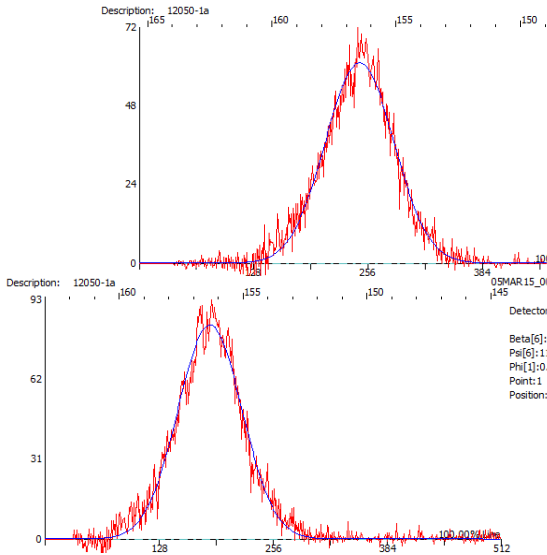 Description: 12050-1a
165 160 155 150
72
48
24
0
128 256 384
05MAR15_0
Description: 12050-1a
160 155 150 145
93
62
31
0
128 256 384 512
Detector
Beta[6]:
Psi[6]:1
Phi[1]:0.
Point:1
Position: